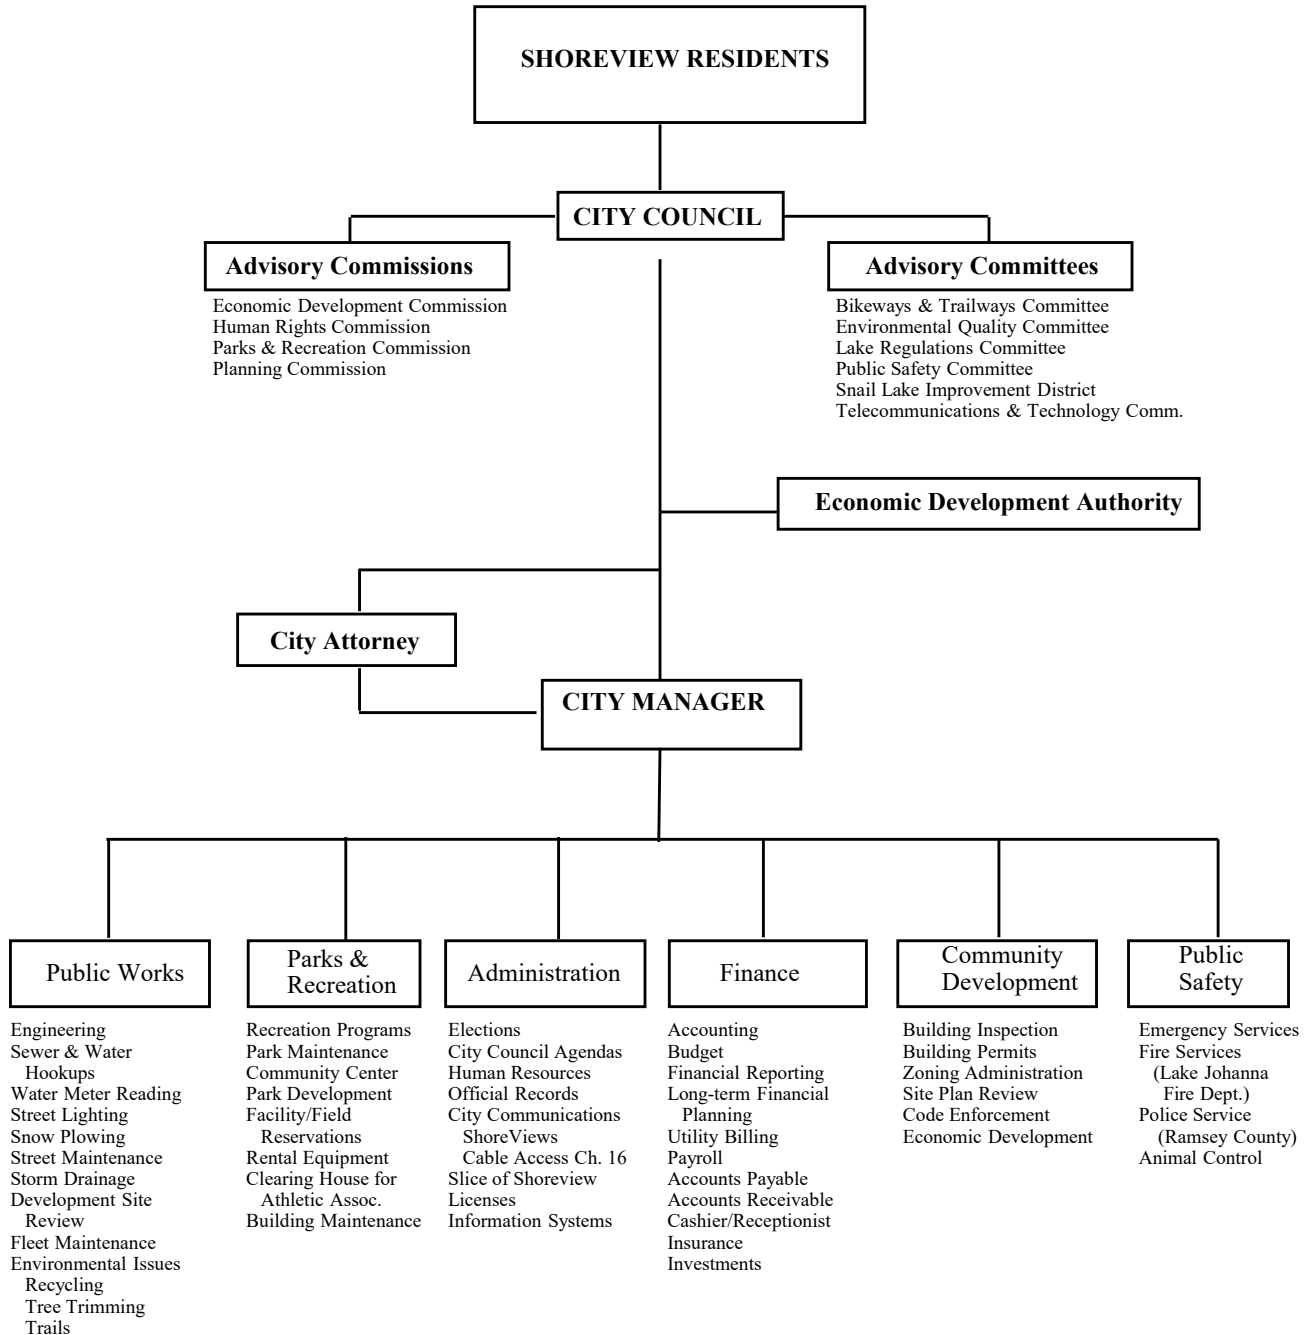 SHOREVIEW RESIDENTS
CITY COUNCIL
Advisory Commissions
Economic Development Commission
Human Rights Commission
Parks & Recreation Commission
Planning Commission
Advisory Committees
Bikeways & Trailways Committee
Environmental Quality Committee
Lake Regulations Committee
Public Safety Committee
Snail Lake Improvement District
Telecommunications & Technology Comm.
Economic Development Authority
City Attorney
CITY MANAGER
Public Works
Engineering
Sewer & Water
Hookups
Water Meter Reading
Street Lighting
Snow Plowing
Street Maintenance
Storm Drainage
Development Site
Review
Fleet Maintenance
Environmental Issues
Recycling
Tree Trimming
Trails
Parks &
Recreation
Recreation Programs
Park Maintenance
Community Center
Park Development
Facility/Field
Reservations
Rental Equipment
Clearing House for
Athletic Assoc.
Building Maintenance
Administration
Elections
City Council Agendas
Human Resources
Official Records
City Communications
ShoreViews
Cable Access Ch. 16
Slice of Shoreview
Licenses
Information Systems
Finance
Accounting
Budget
Financial Reporting
Long-term Financial
Planning
Utility Billing
Payroll
Accounts Payable
Accounts Receivable
Cashier/Receptionist
Insurance
Investments
Community
Development
Building Inspection
Building Permits
Zoning Administration
Site Plan Review
Code Enforcement
Economic Development
Public
Safety
Emergency Services
Fire Services
(Lake Johanna
Fire Dept.)
Police Service
(Ramsey County)
Animal Control